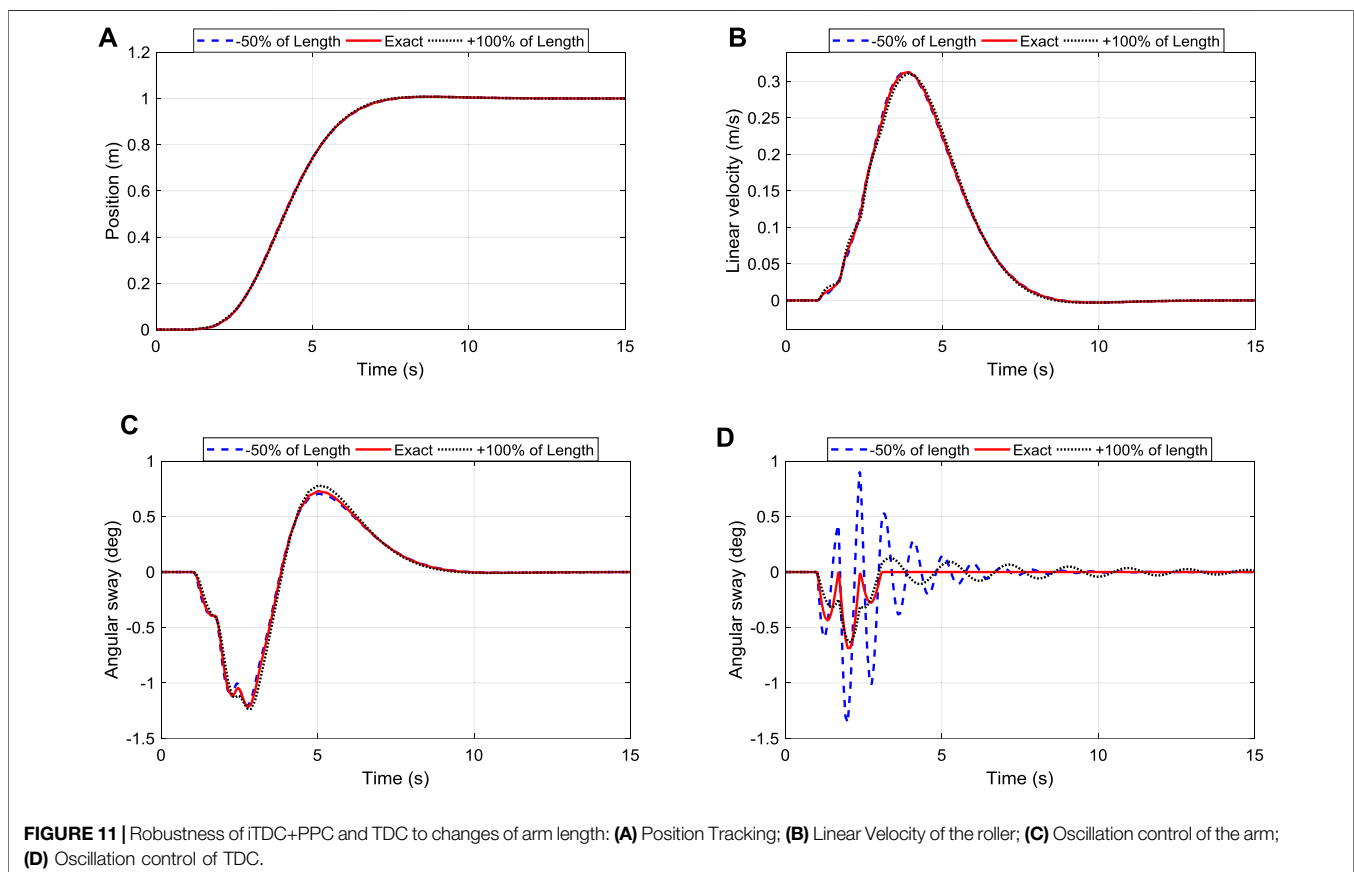 A
-50% of Length Exact +100% of Length
1.2
1
0.8
0.6
0.4
0.2
0
Position (m)
0 5 10 15
Time (s)
B
-50% of Length Exact +100% of Length
0.3
0.25
0.2
0.15
0.1
0.05
0
Linear velocity (m/s)
0 5 10 15
Time (s)
C
-50% of Length Exact +100% of Length
1
0.5
0
-0.5
-1
-1.5
Angular sway (deg)
0 5 10 15
Time (s)
D
-50% of length Exact +100% of length
1
0.5
0
-0.5
-1
-1.5
Angular sway (deg)
0 5 10 15
Time (s)
FIGURE 11 | Robustness of iTDC+PPC and TDC to changes of arm length: (A) Position Tracking; (B) Linear Velocity of the roller; (C) Oscillation control of the arm;
(D) Oscillation control of TDC.